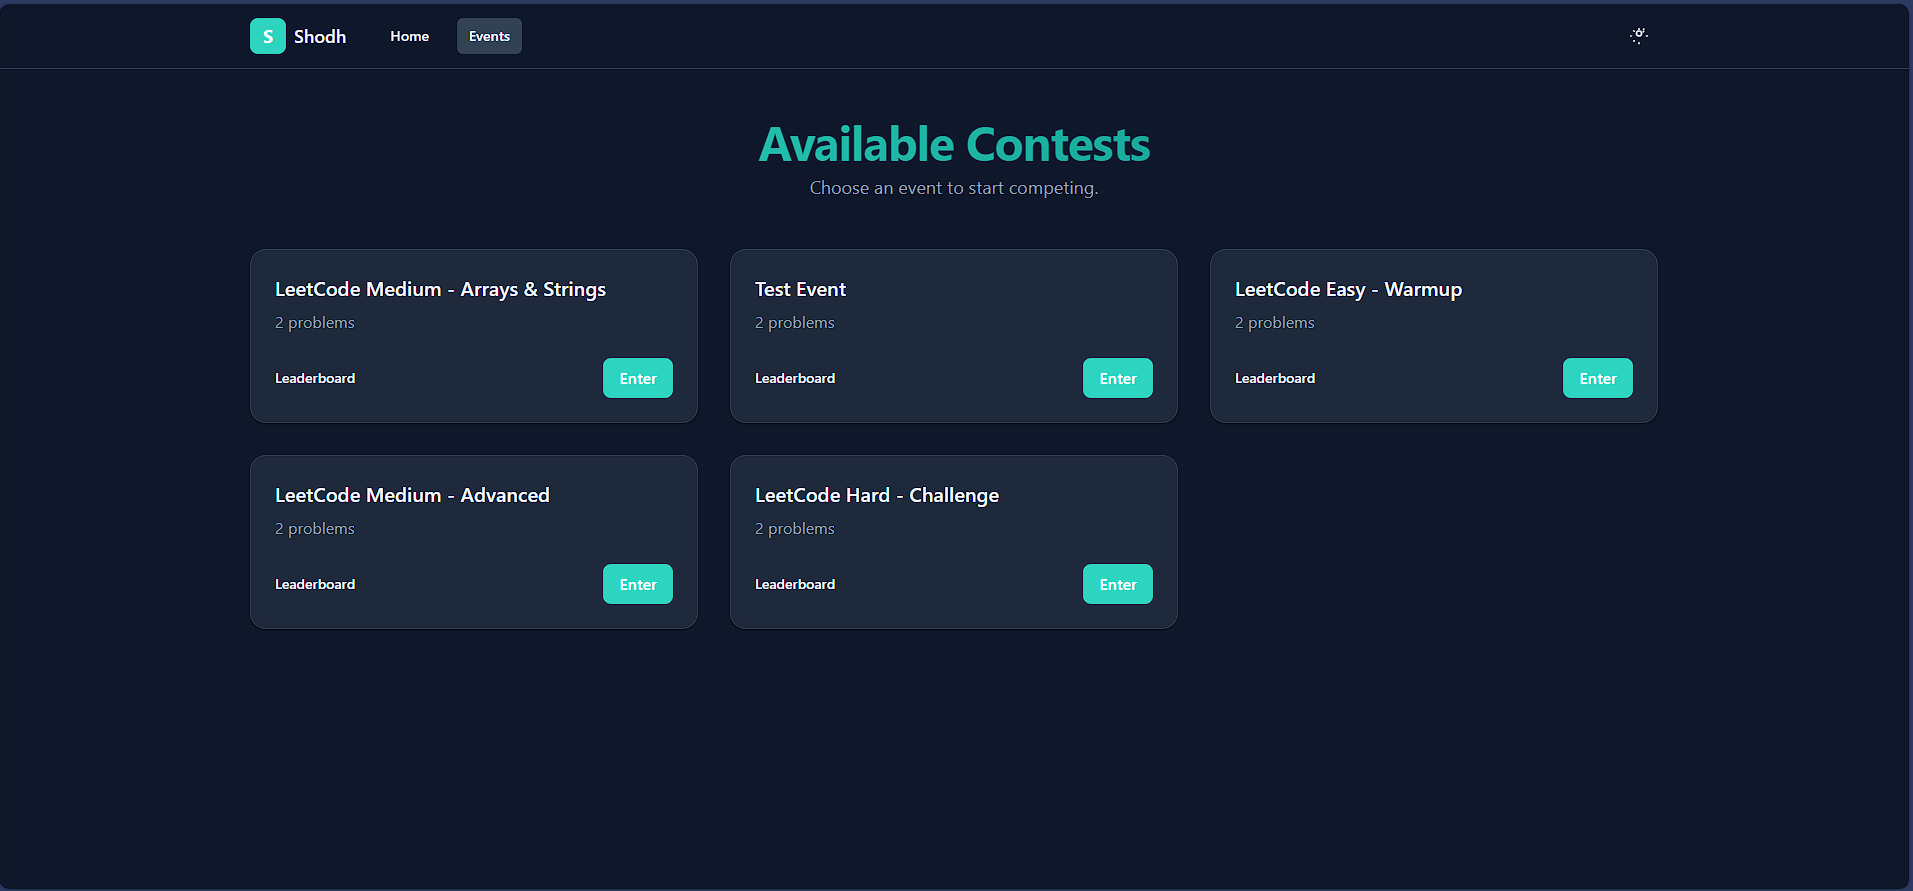 S Shodh Home Events
Available Contests
Choose an event to start competing.
LeetCode Medium - Arrays & Strings
2 problems
Leaderboard Enter
Test Event
2 problems
Leaderboard Enter
LeetCode Easy - Warmup
2 problems
Leaderboard Enter
LeetCode Medium - Advanced
2 problems
Leaderboard Enter
LeetCode Hard - Challenge
2 problems
Leaderboard Enter